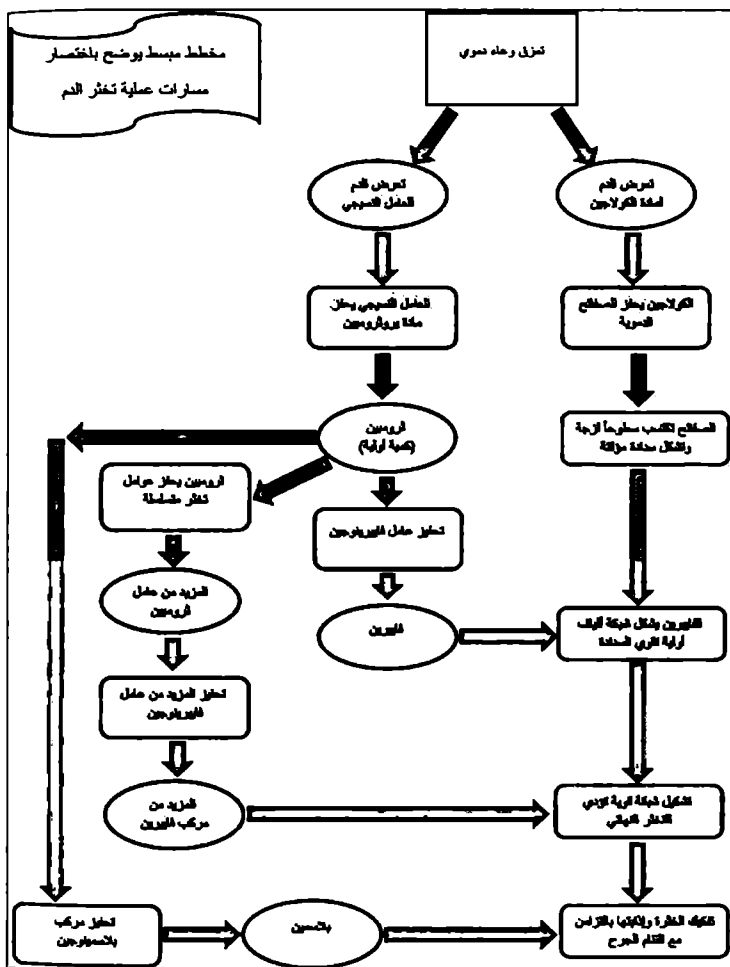 مخطط مبسط يوضح باختصار
مسارات عملية تخثر الدم
تمزق وعاء دموي
تعرض الدم
للعامل النسيجي
تعرض الدم
لمادة الكولاجين
العامل النسيجي يحفز
مادة بروثرومبين
الكولاجين يحفز الصفائح
الدموية
ثرومبين
(كمية أولية)
الصفائح تكتسب سطوحاً لزجة
وتشكل سدادة مؤقتة
ثرومبين يحفز عوامل
تخثر متسلسلة
تحفيز عامل فايبرينوجين
المزيد من عامل
ثرومبين
فايبرين
الفايبرين يشكل شبكة ألياف
أولية تقوي السدادة
تحفيز المزيد من عامل
فايبرينوجين
المزيد من
مركب فايبرين
تشكيل شبكة قوية تؤدي
التخثر النهائي
تحفيز مركب
بلاسمينوجين
بلاسمين
تفكيك الخثرة وإذابتها بالتزامن
مع التئام الجرح